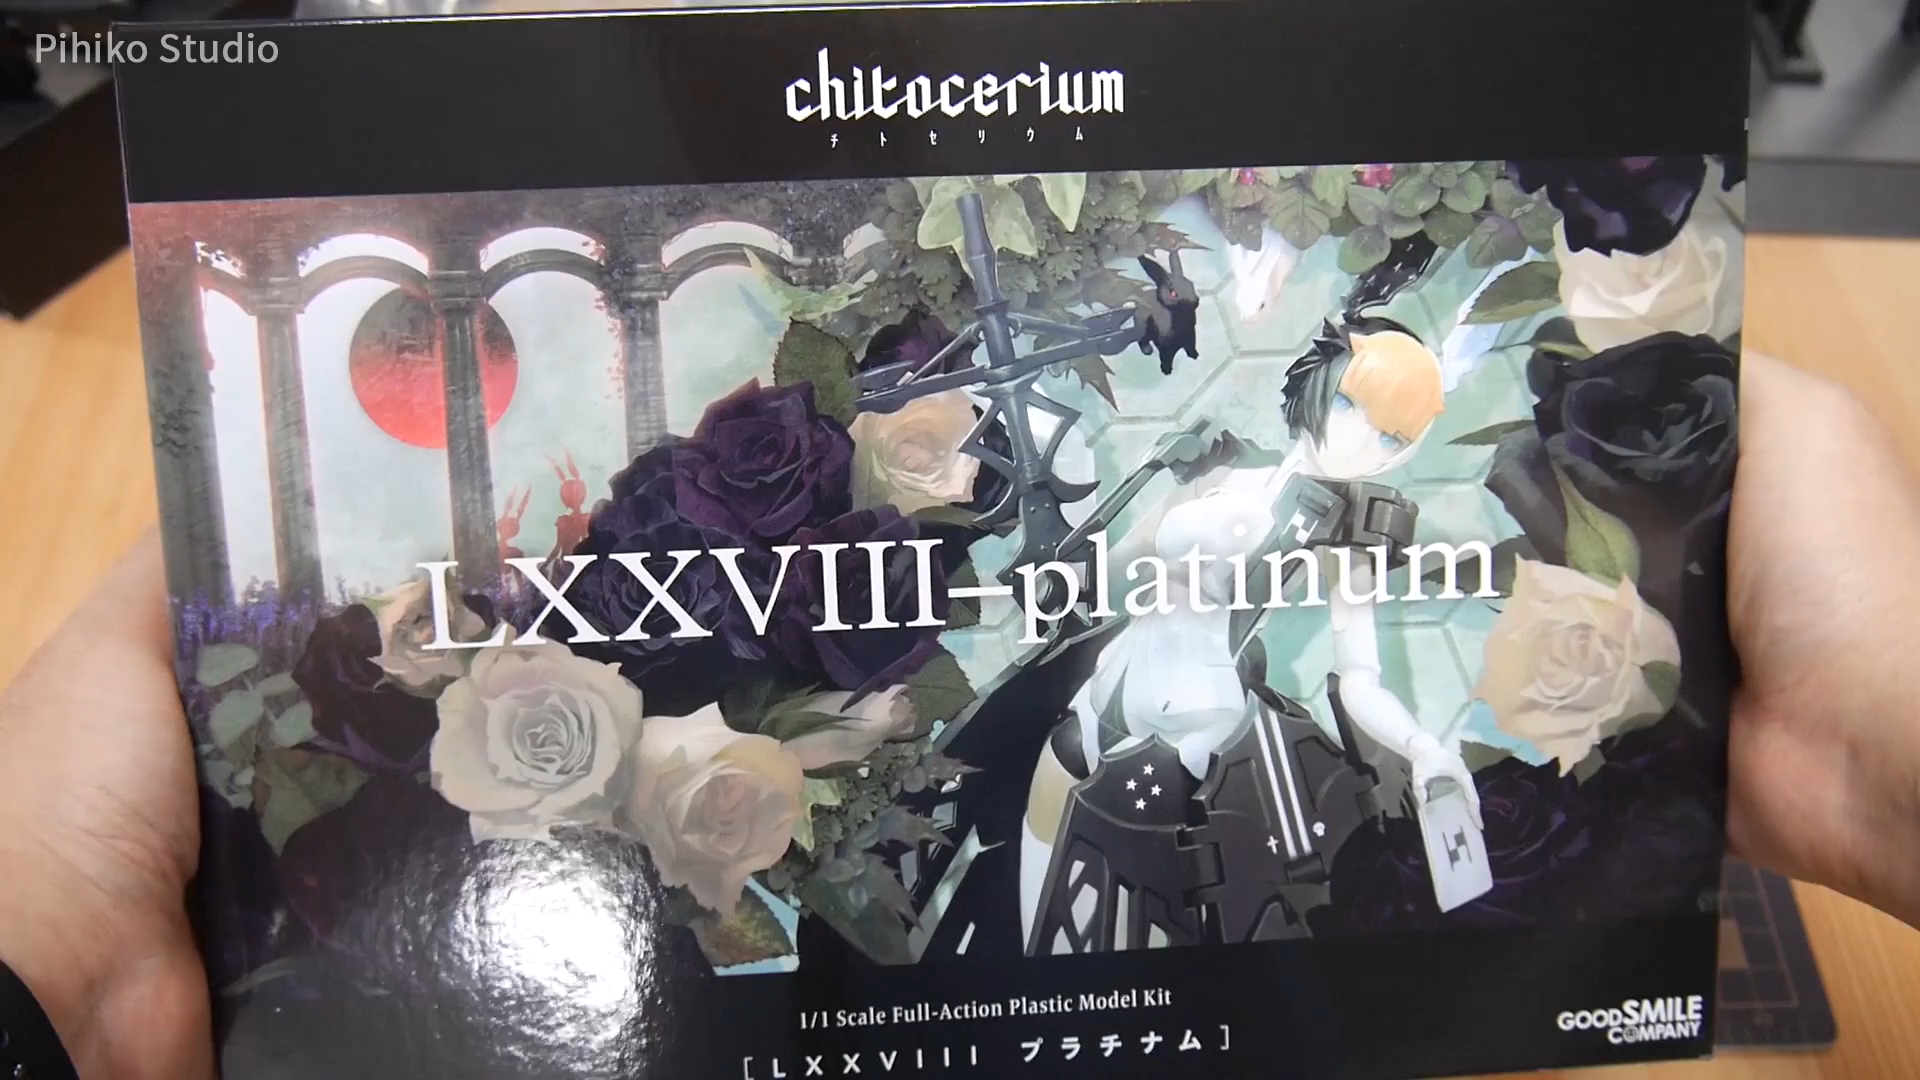 Pihiko Studio
chitocerium
チトセリウム
LXXVIII-platinum
1/1 Scale Full-Action Plastic Model Kit
[LXXVIII プラチナム]
GOODSMILE
COMPANY